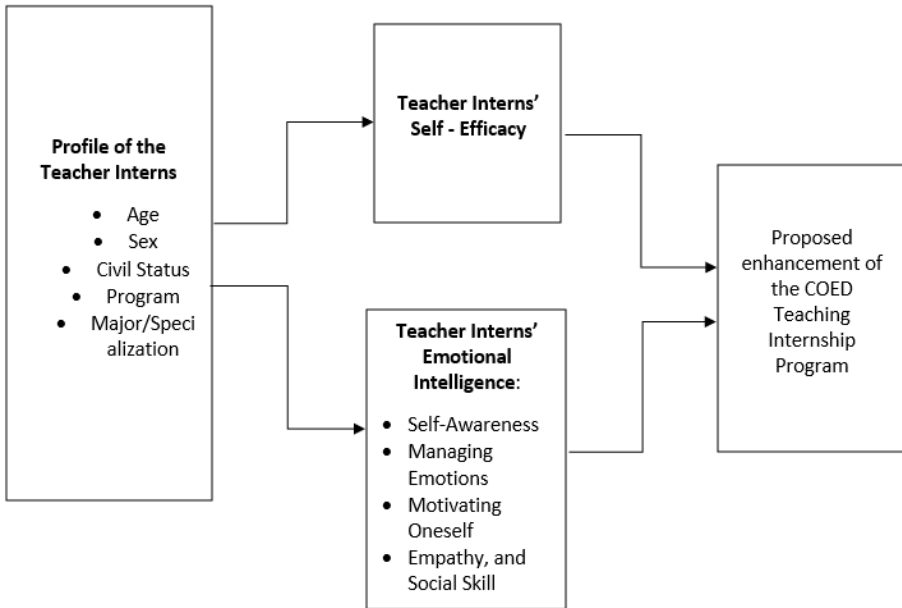 Profile of the
Teacher Interns
• Age
• Sex
• Civil Status
• Program
• Major/Speci
alization
Teacher Interns’
Self - Efficacy
Teacher Interns’
Emotional
Intelligence:
• Self-Awareness
• Managing
Emotions
• Motivating
Oneself
• Empathy, and
Social Skill
Proposed
enhancement of
the COED
Teaching
Internship
Program